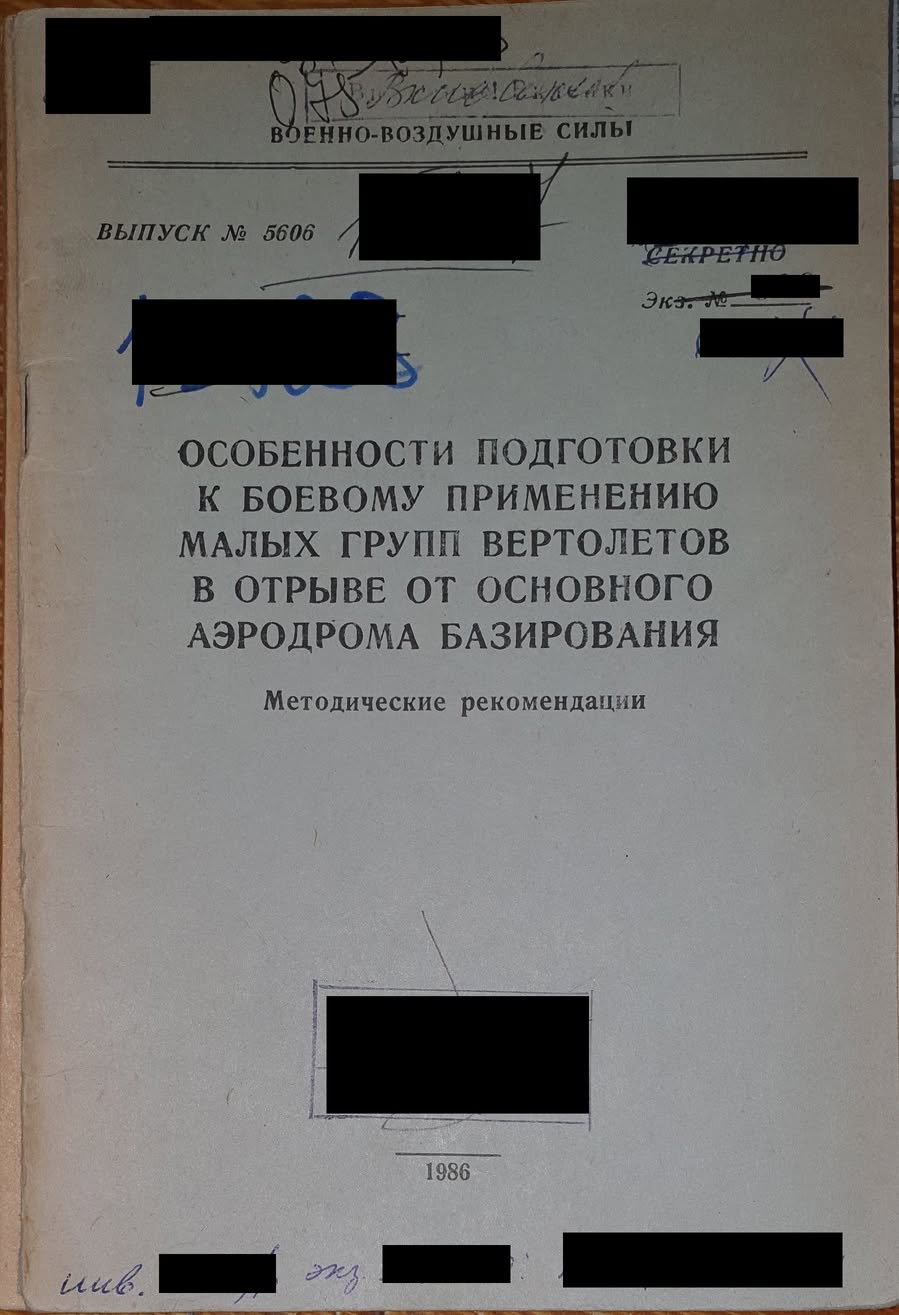 ВОЕННО-ВОЗДУШНЫЕ СИЛЫ
ВЫПУСК № 5606
СЕКРЕТНО
Экз. №
ОСОБЕННОСТИ ПОДГОТОВКИ
К БОЕВОМУ ПРИМЕНЕНИЮ
МАЛЫХ ГРУПП ВЕРТОЛЕТОВ
В ОТРЫВЕ ОТ ОСНОВНОГО
АЭРОДРОМА БАЗИРОВАНИЯ
Методические рекомендации
1986
инв. экз